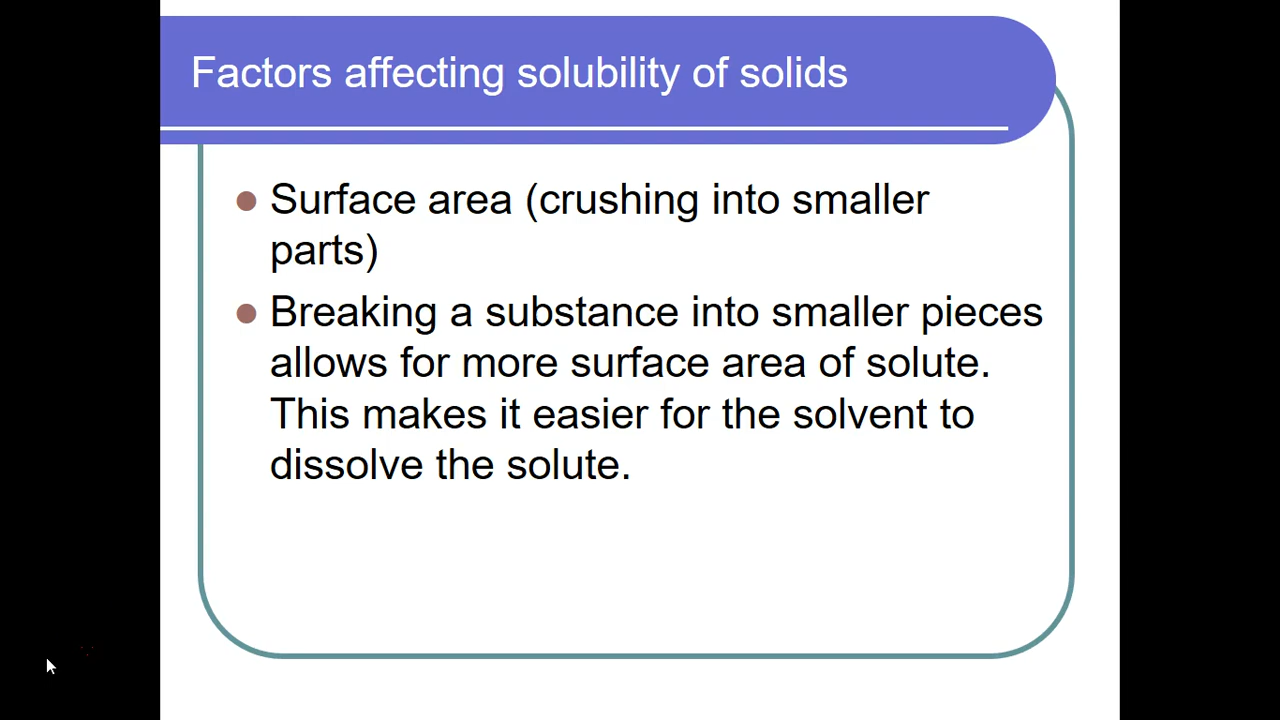 Factors affecting solubility of solids
Surface area (crushing into smaller
parts)
Breaking a substance into smaller pieces
allows for more surface area of solute.
This makes it easier for the solvent to
dissolve the solute.